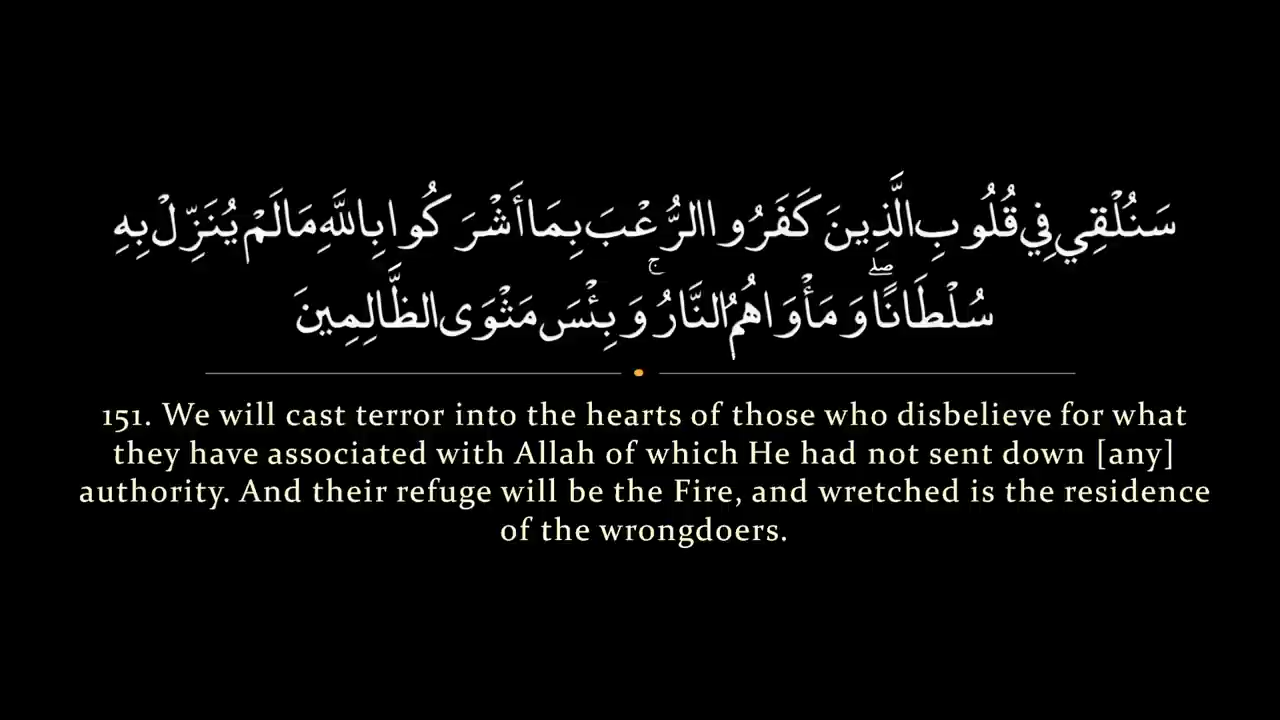 سَنُلْقِي فِي قُلُوبِ الَّذِينَ كَفَرُوا الرُّعْبَ بِمَا أَشْرَكُوا بِاللَّهِ مَا لَمْ يُنَزِّلْ بِهِ
سُلْطَانًا ۖ وَمَأْوَاهُمُ النَّارُ ۚ وَبِئْسَ مَثْوَى الظَّالِمِينَ
151. We will cast terror into the hearts of those who disbelieve for what
they have associated with Allah of which He had not sent down [any]
authority. And their refuge will be the Fire, and wretched is the residence
of the wrongdoers.